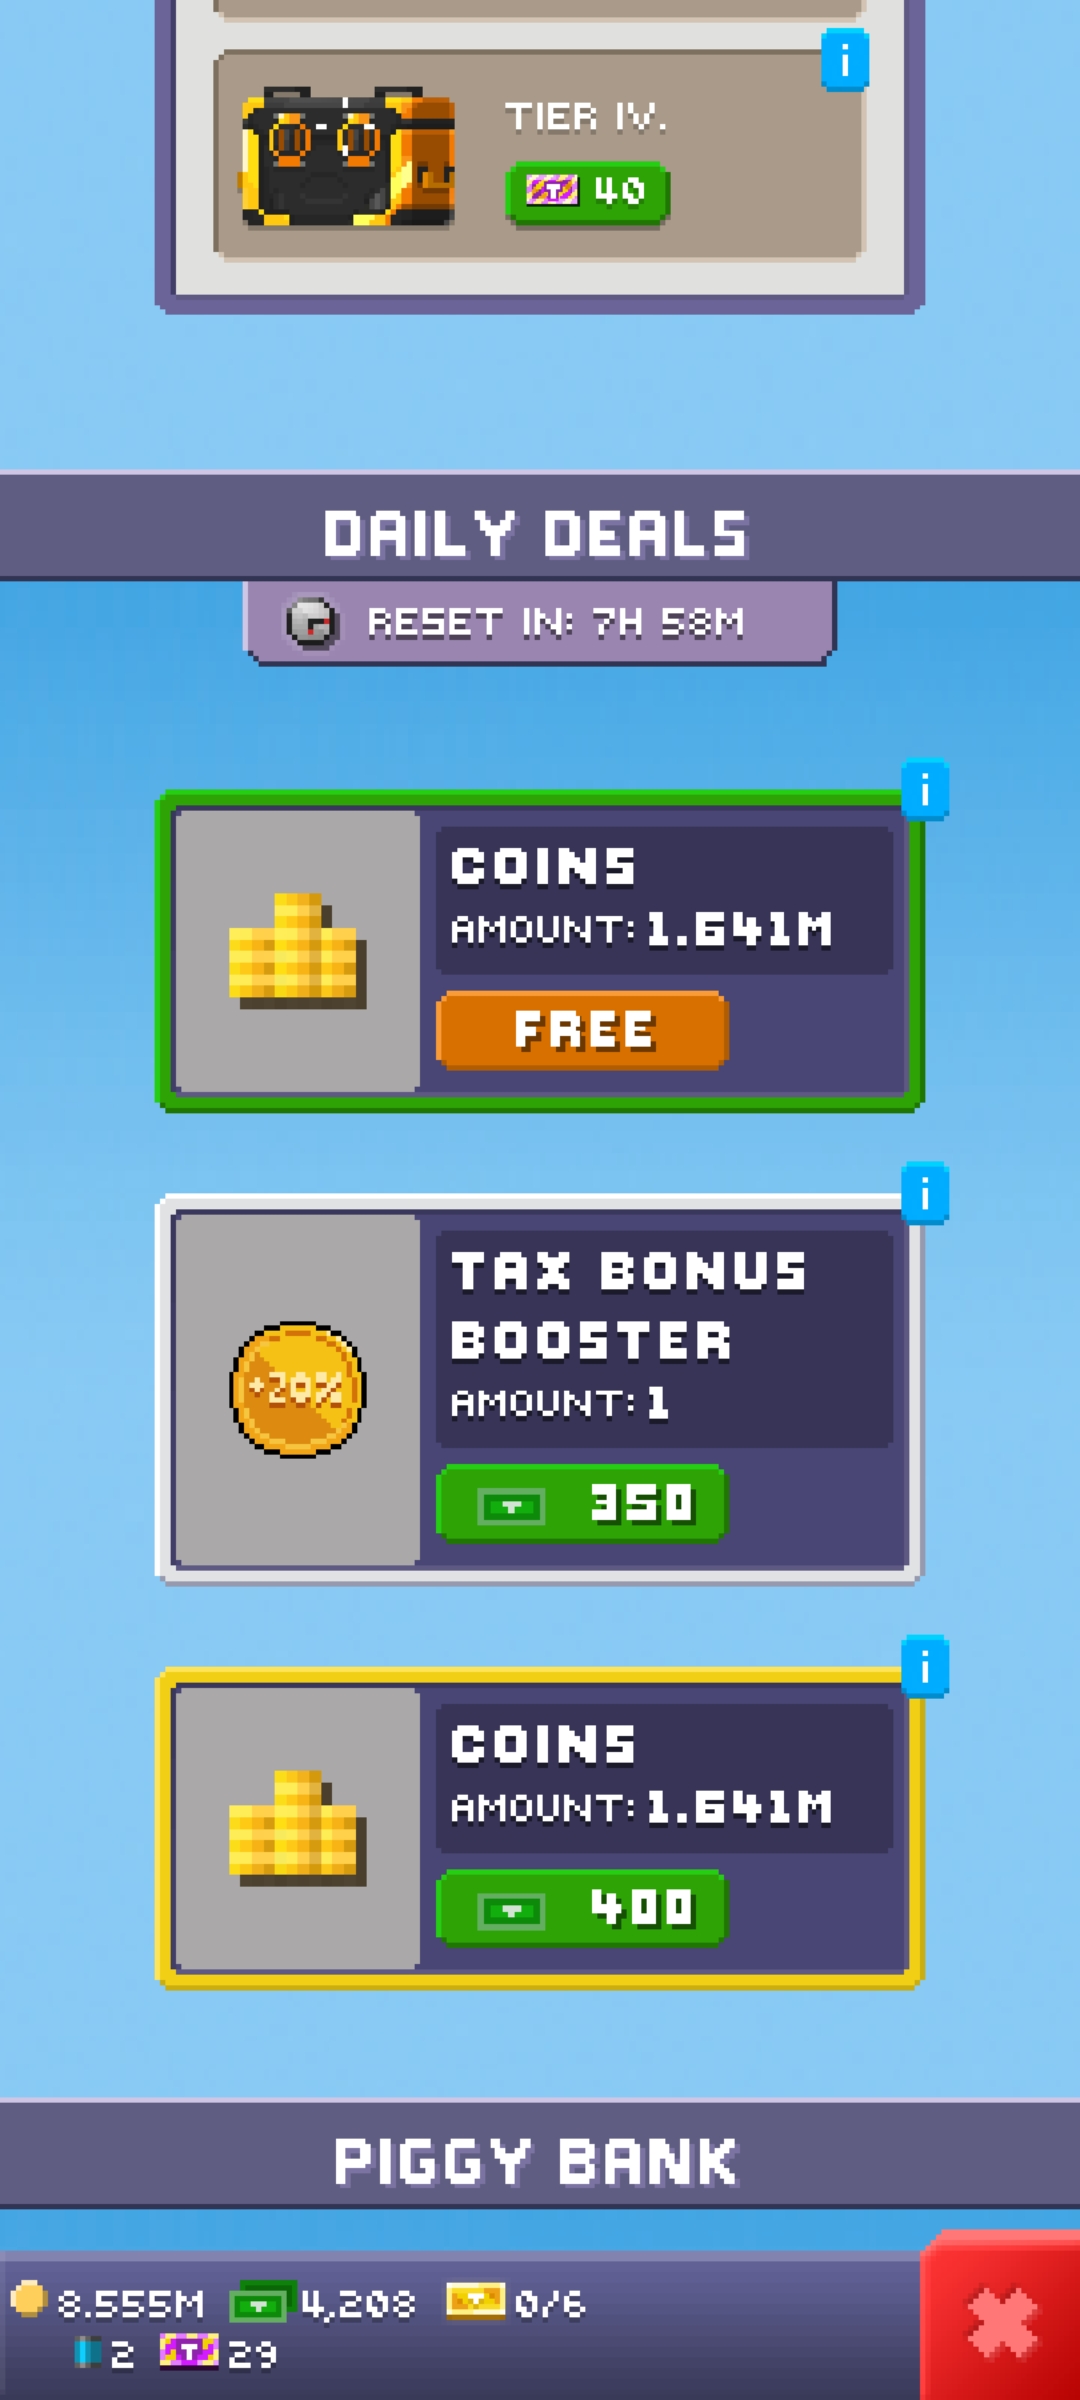 i
TIER IV.
T 40
DAILY DEALS
RESET IN: 7H 58M
i
COINS
AMOUNT: 1.641M
FREE
i
TAX BONUS
BOOSTER
AMOUNT: 1
+20%
350
i
COINS
AMOUNT: 1.641M
400
PIGGY BANK
8.555M 4,208 0/6
2 T 29